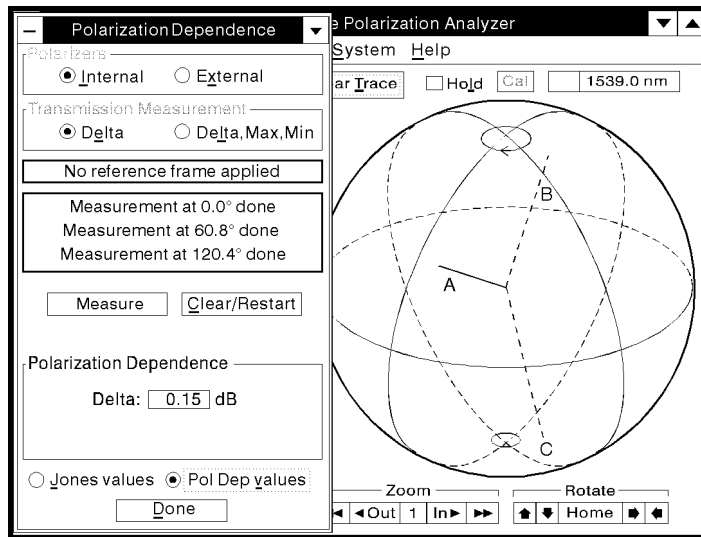 Polarization Dependence
Polarizers
Internal External
Transmission Measurement
Delta Delta,Max,Min
No reference frame applied
Measurement at 0.0° done
Measurement at 60.8° done
Measurement at 120.4° done
Measure Clear/Restart
Polarization Dependence
Delta: 0.15 dB
Jones values Pol Dep values
Done
e Polarization Analyzer
System Help
ar Trace Hold Cal 1539.0 nm
B
A
C
Zoom Rotate
Out 1 In Home